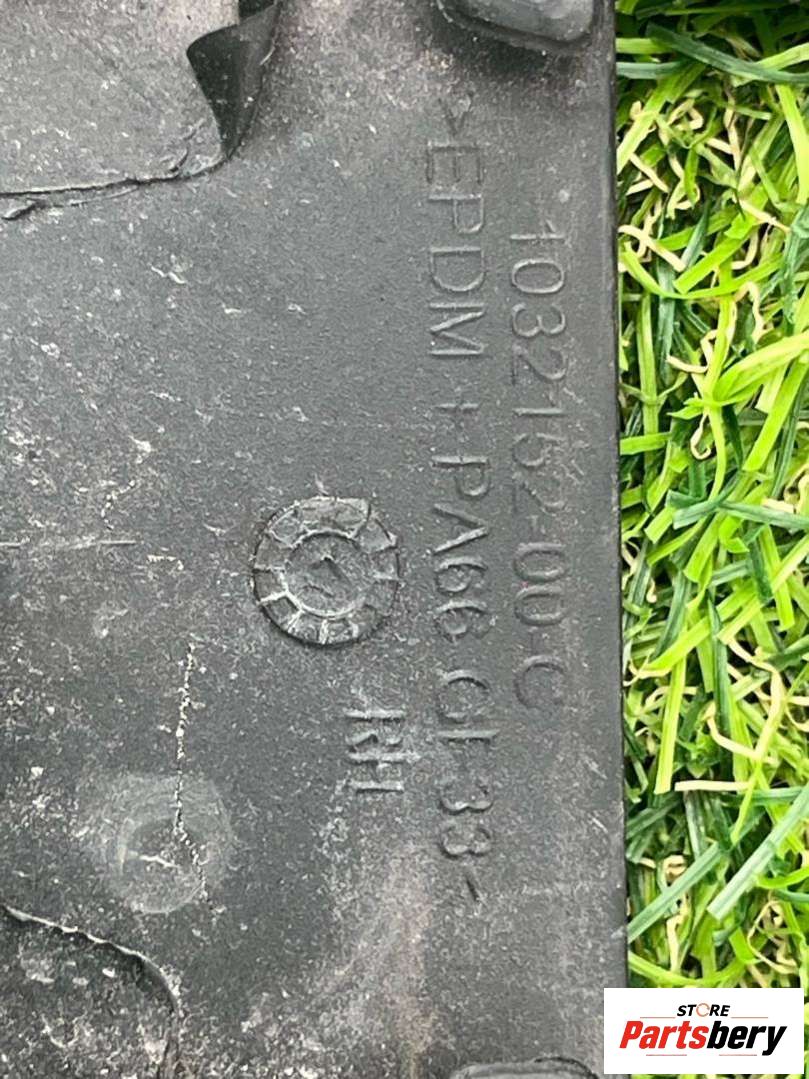 1032152-00-C
>EPDM + PA66 GF33<
RH
STORE
Partsbery